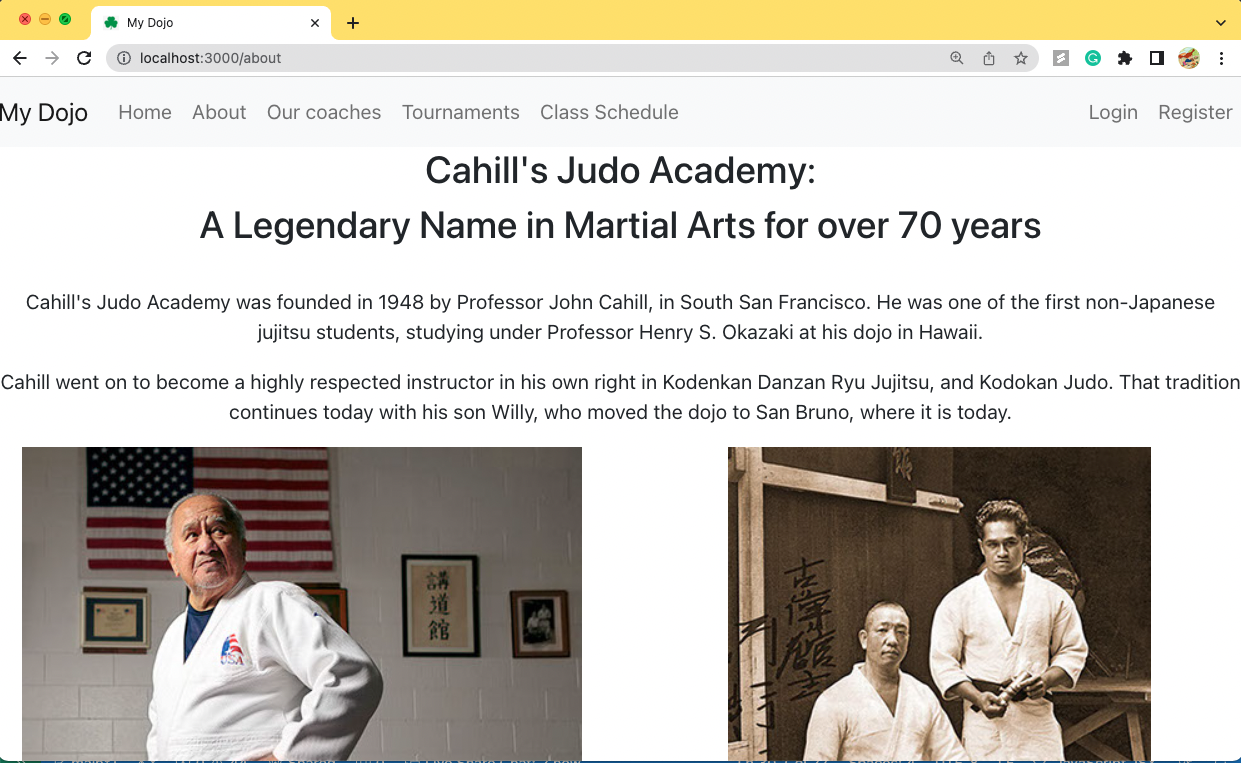 My Dojo
localhost:3000/about
My Dojo Home About Our coaches Tournaments Class Schedule Login Register
Cahill's Judo Academy:
A Legendary Name in Martial Arts for over 70 years
Cahill's Judo Academy was founded in 1948 by Professor John Cahill, in South San Francisco. He was one of the first non-Japanese
jujitsu students, studying under Professor Henry S. Okazaki at his dojo in Hawaii.
Cahill went on to become a highly respected instructor in his own right in Kodenkan Danzan Ryu Jujitsu, and Kodokan Judo. That tradition
continues today with his son Willy, who moved the dojo to San Bruno, where it is today.
USA
講
道
館